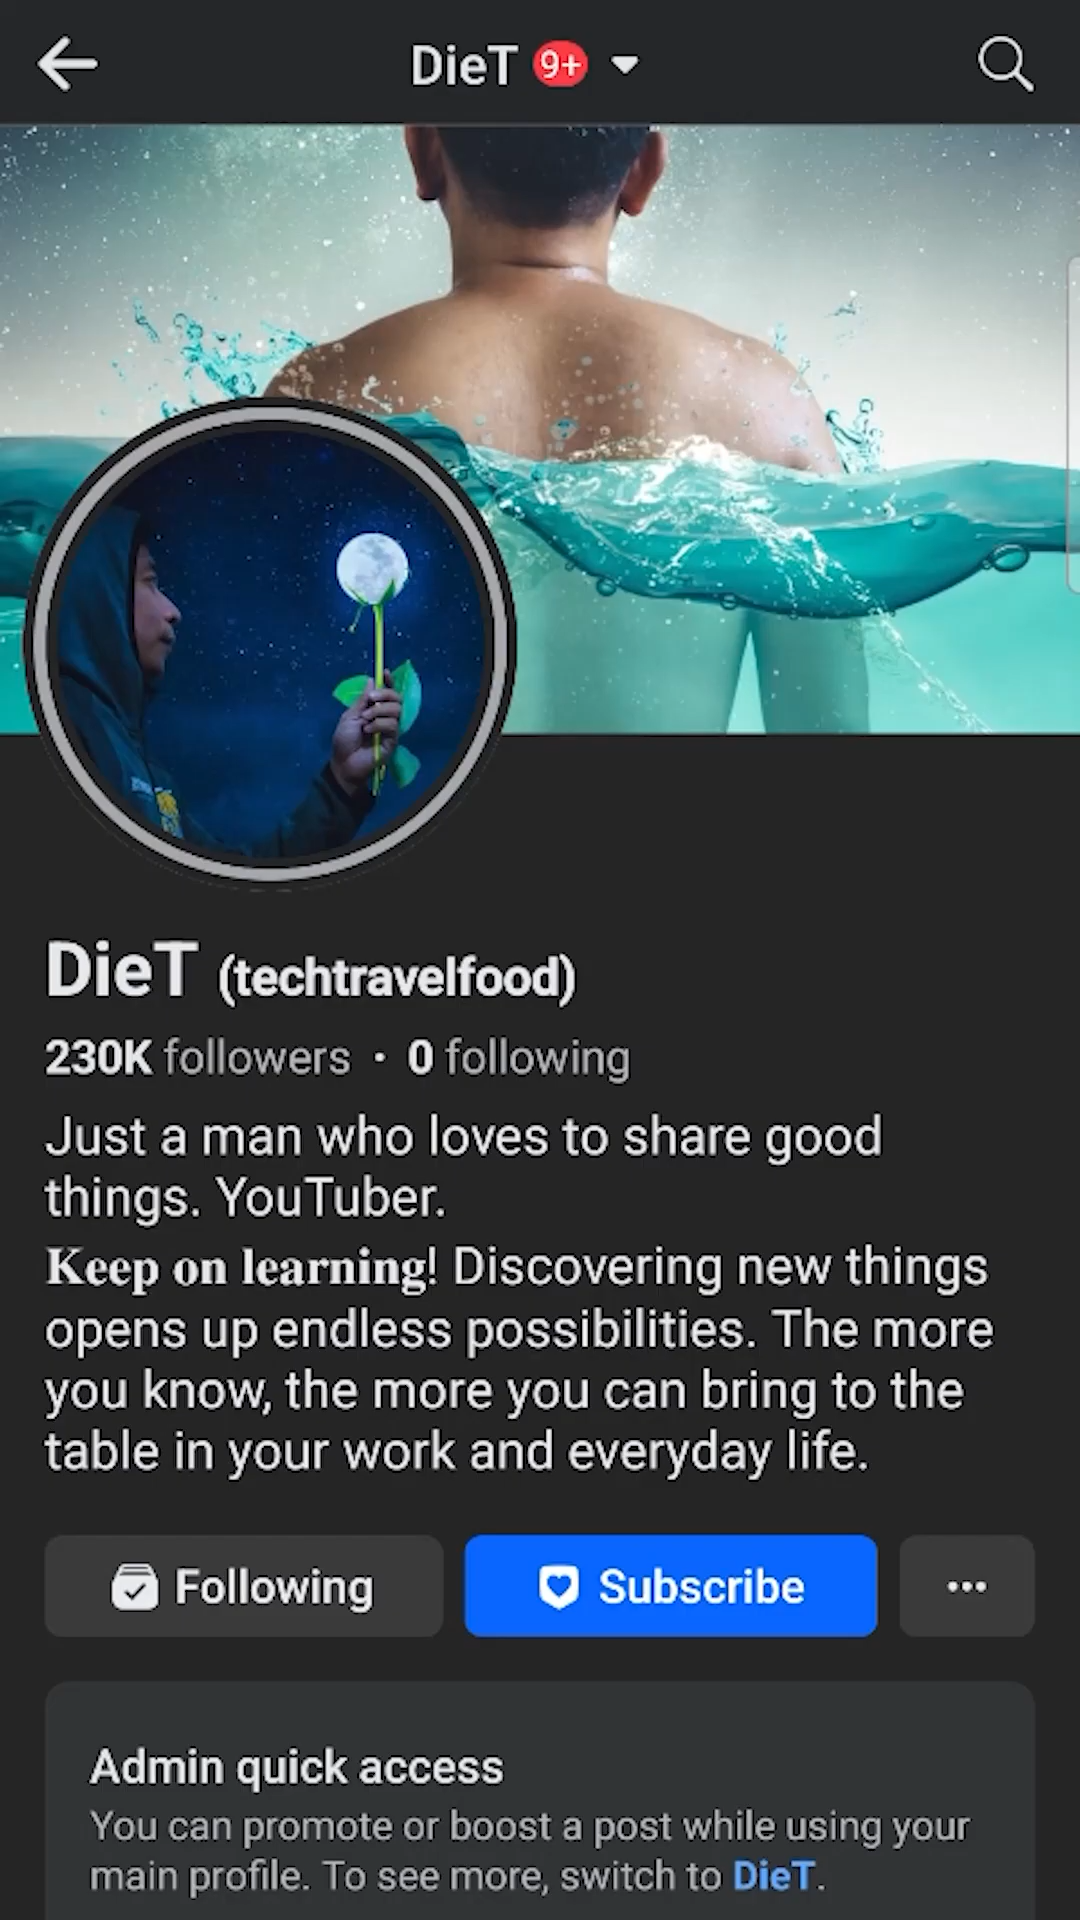 DieT 9+
DieT (techtravelfood)
230K followers · 0 following
Just a man who loves to share good
things. YouTuber.
𝐊𝐞𝐞𝐩 𝐨𝐧 𝐥𝐞𝐚𝐫𝐧𝐢𝐧𝐠! Discovering new things
opens up endless possibilities. The more
you know, the more you can bring to the
table in your work and everyday life.
Following
Subscribe
Admin quick access
You can promote or boost a post while using your
main profile. To see more, switch to DieT.